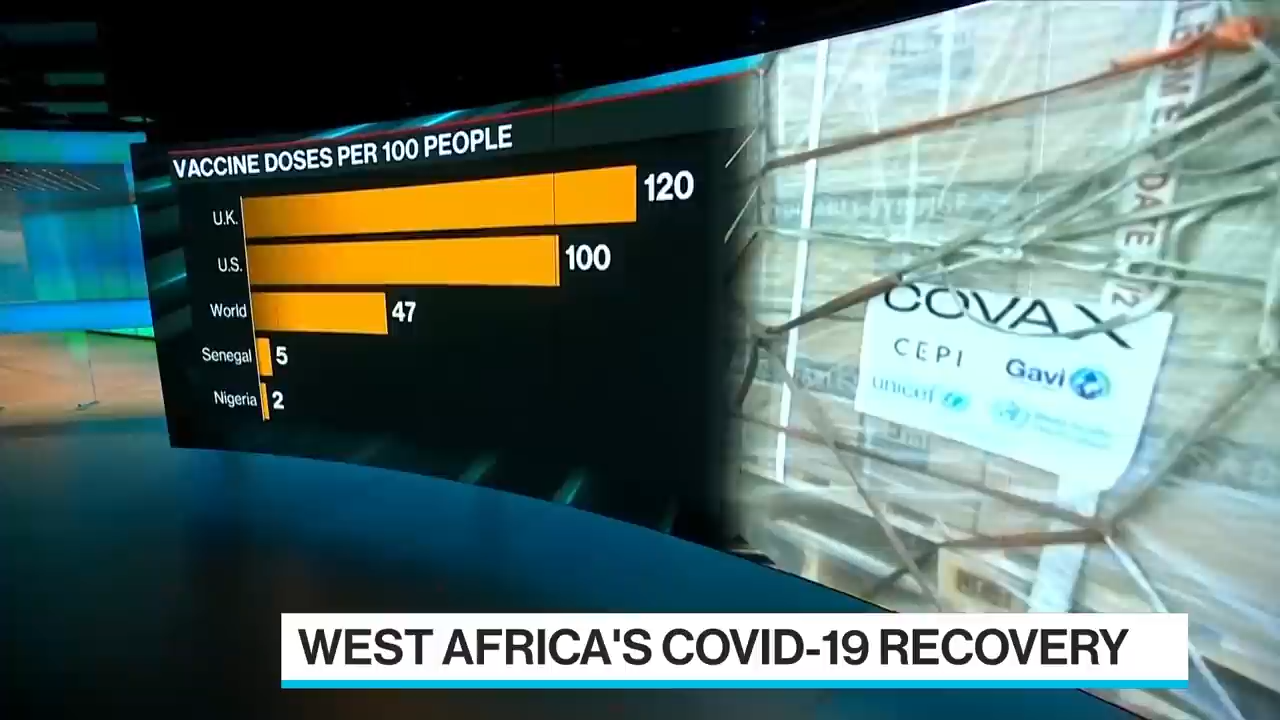 VACCINE DOSES PER 100 PEOPLE
U.K.
120
U.S.
100
World
47
Senegal
5
Nigeria
2
COVAX
CEPI
Gavi
unicef
DATE
WEST AFRICA'S COVID-19 RECOVERY